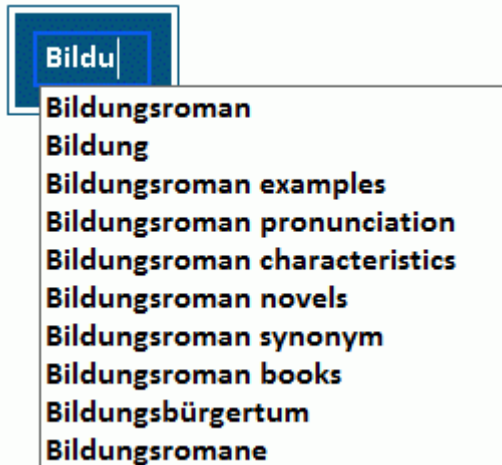 Bildu
Bildungsroman
Bildung
Bildungsroman examples
Bildungsroman pronunciation
Bildungsroman characteristics
Bildungsroman novels
Bildungsroman synonym
Bildungsroman books
Bildungsbürgertum
Bildungsromane